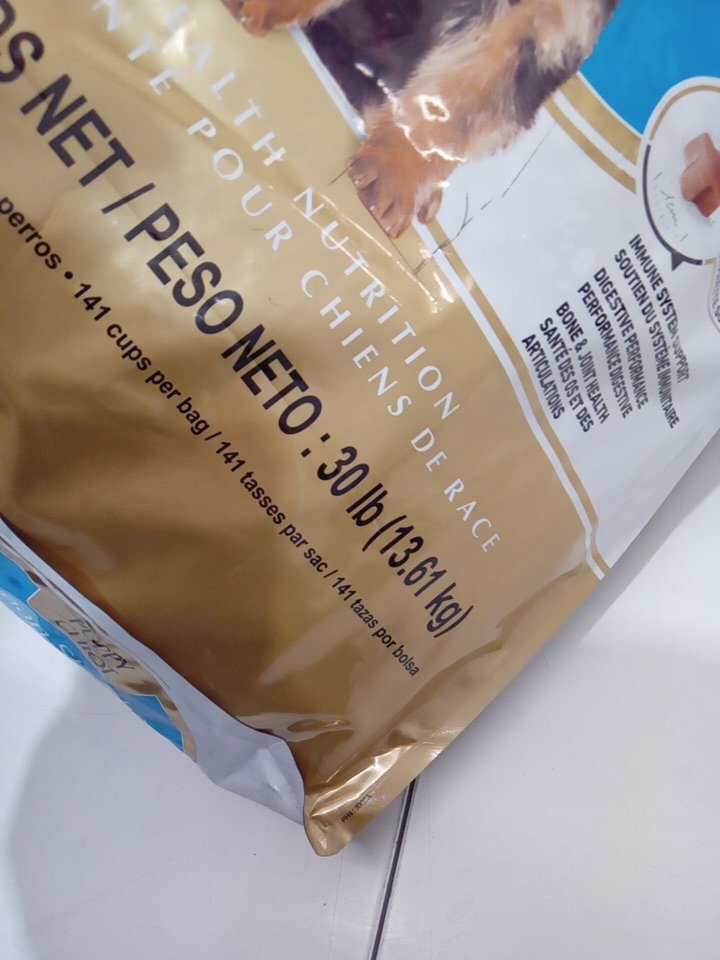 HEALTH NUTRITION
POUR CHIENS DE RACE
NET / PESO NETO : 30 lb (13.61 kg)
perros • 141 cups per bag / 141 tasses par sac / 141 tazas por bolsa
IMMUNE SYSTEM SUPPORT
SOUTIEN DU SYSTÈME IMMUNITAIRE
DIGESTIVE PERFORMANCE
PERFORMANCE DIGESTIVE
BONE & JOINT HEALTH
SANTÉ DES OS ET DES
ARTICULATIONS
PUPPY
CHIOT